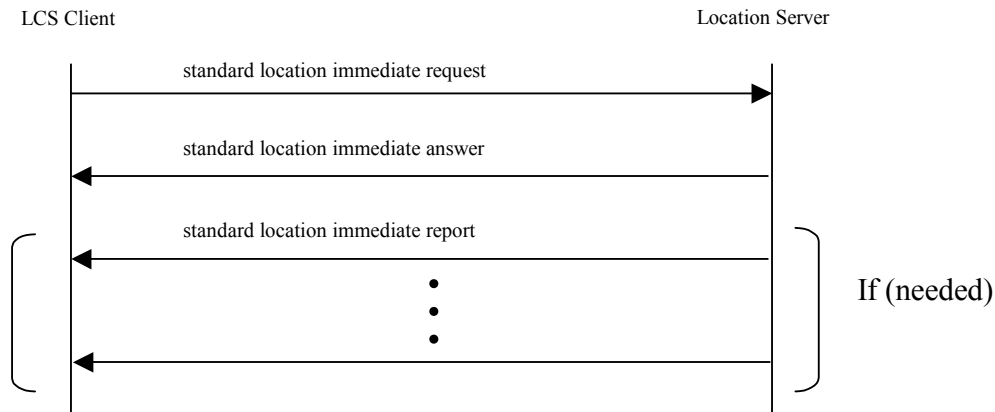 LCS Client
Location Server
standard location immediate request
standard location immediate answer
standard location immediate report
If (needed)